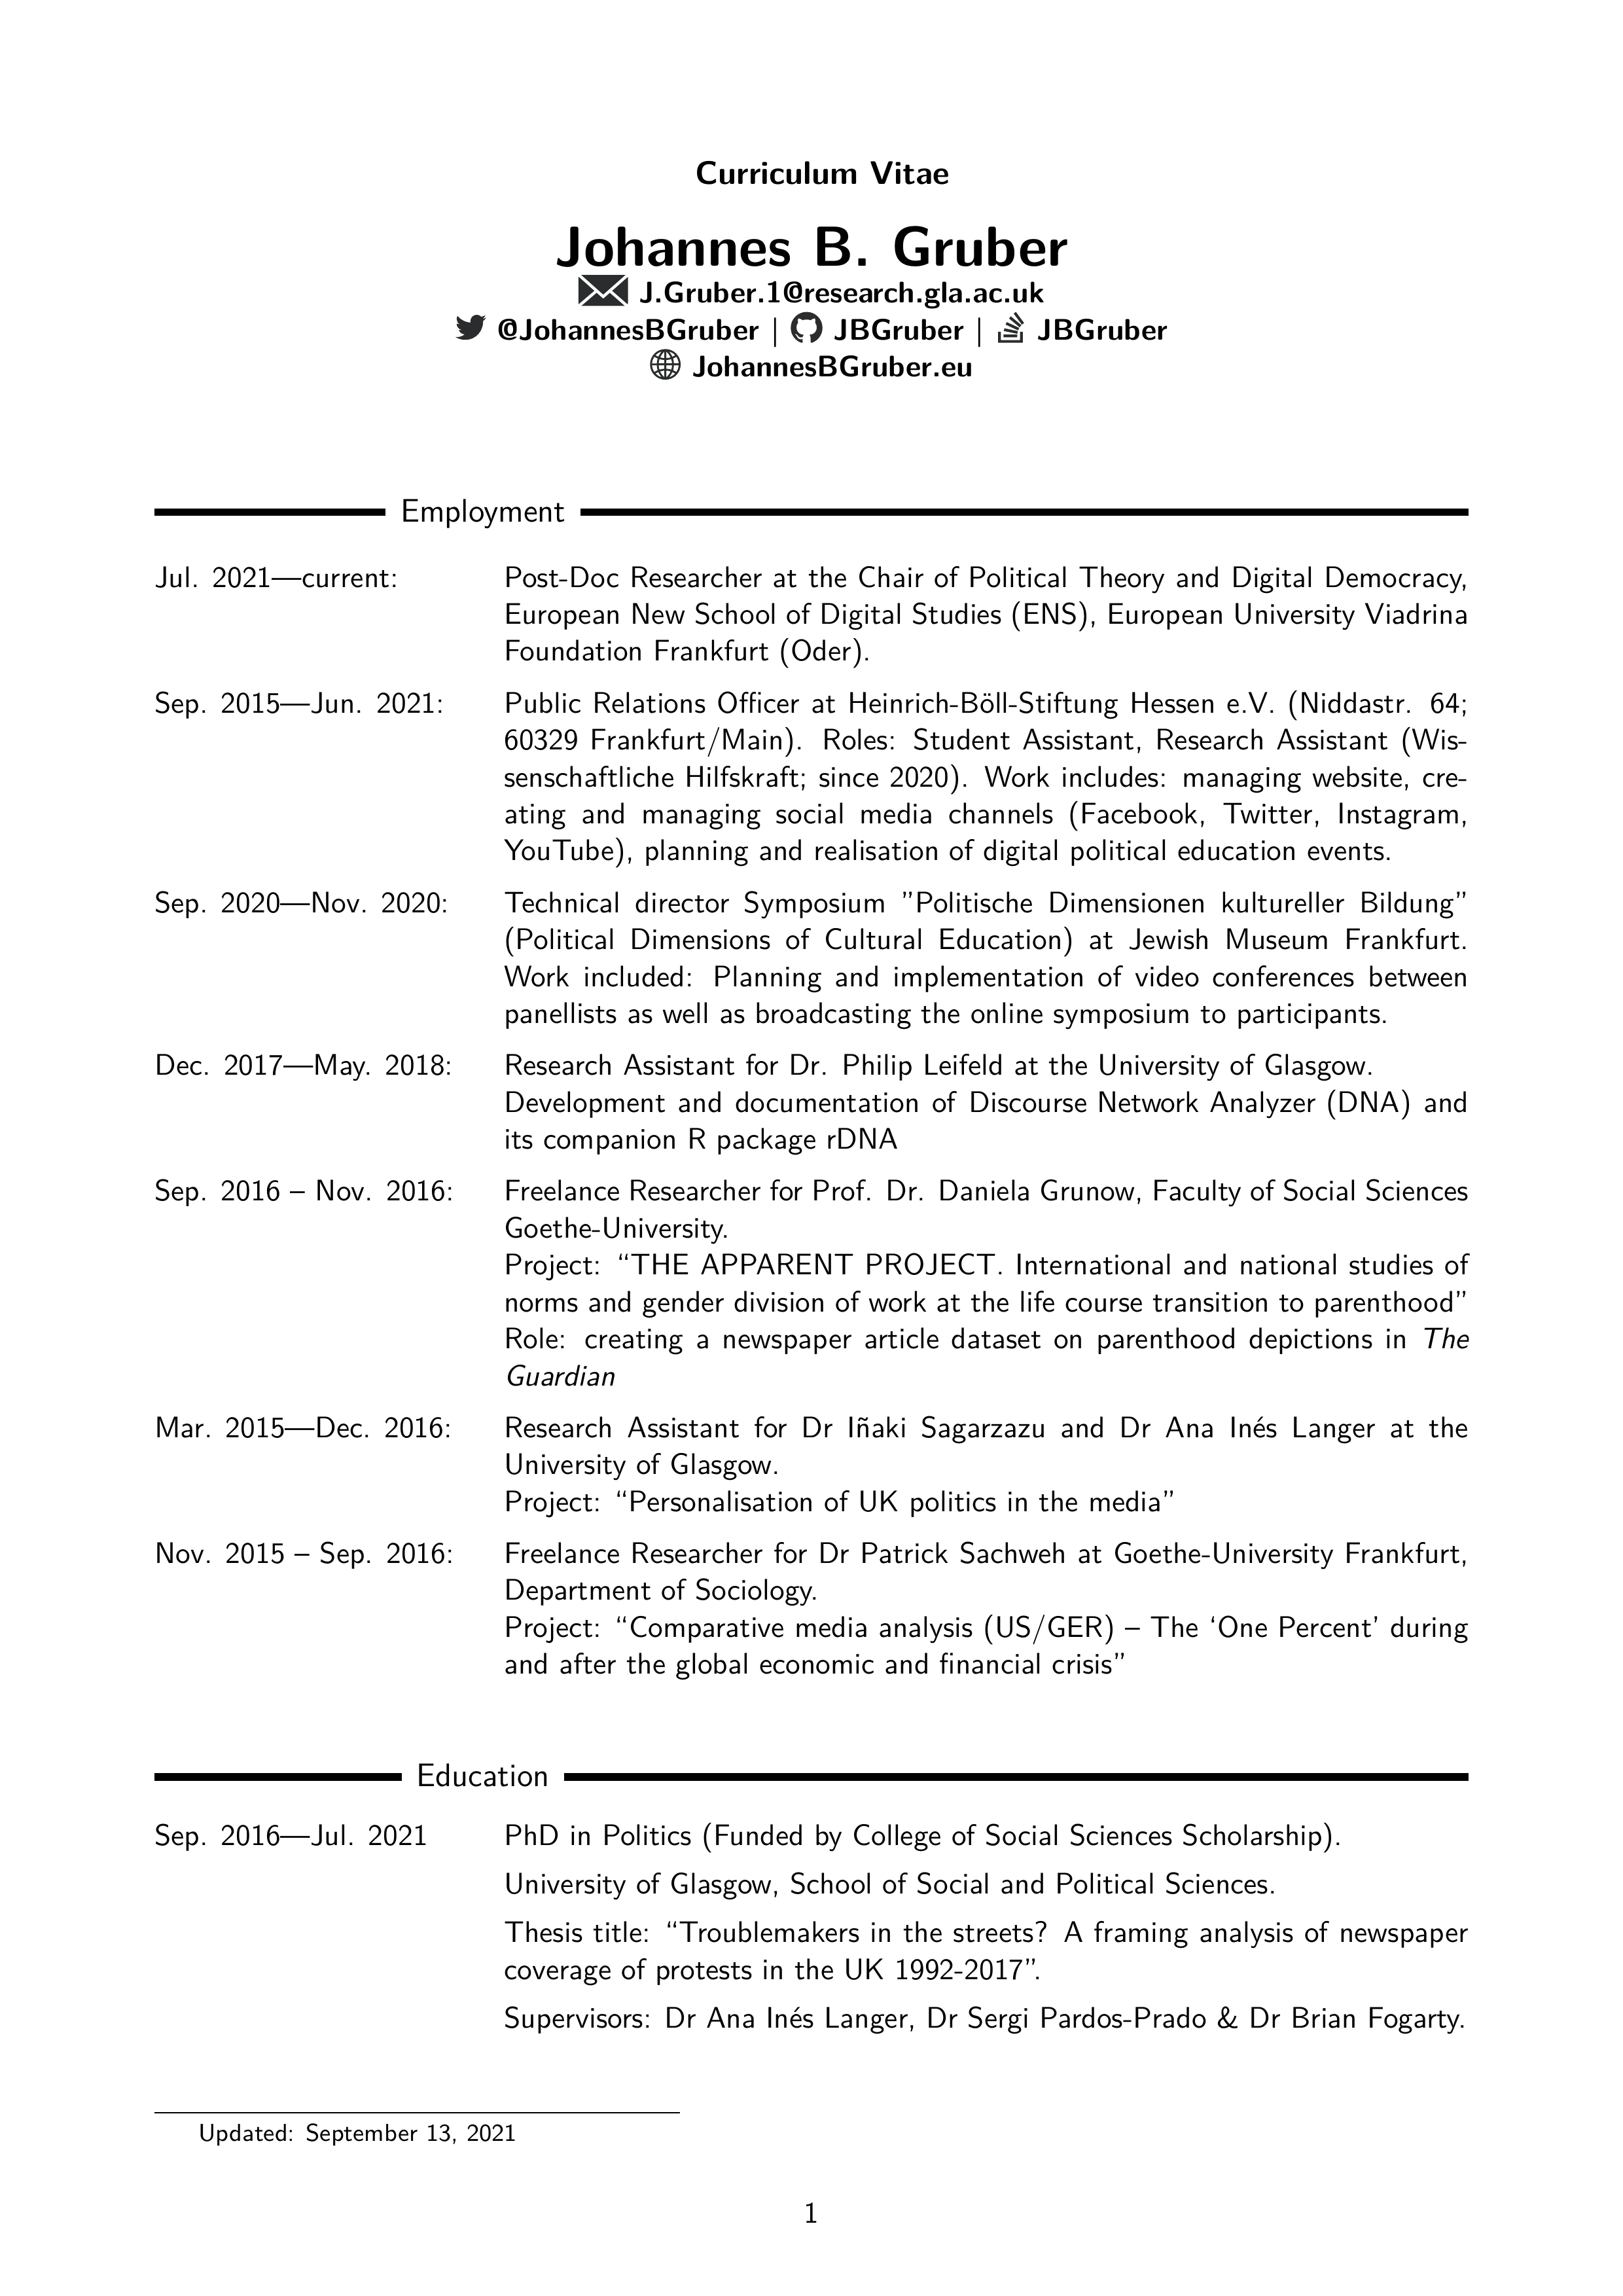 Curriculum Vitae
Johannes B. Gruber
J.Gruber.1@research.gla.ac.uk
@JohannesBGruber | JBGruber | JBGruber
JohannesBGruber.eu
Employment
Jul. 2021—current: Post-Doc Researcher at the Chair of Political Theory and Digital Democracy,
European New School of Digital Studies (ENS), European University Viadrina
Foundation Frankfurt (Oder).
Sep. 2015—Jun. 2021: Public Relations Officer at Heinrich-Böll-Stiftung Hessen e.V. (Niddastr. 64;
60329 Frankfurt/Main). Roles: Student Assistant, Research Assistant (Wis-
senschaftliche Hilfskraft; since 2020). Work includes: managing website, cre-
ating and managing social media channels (Facebook, Twitter, Instagram,
YouTube), planning and realisation of digital political education events.
Sep. 2020—Nov. 2020: Technical director Symposium ”Politische Dimensionen kultureller Bildung”
(Political Dimensions of Cultural Education) at Jewish Museum Frankfurt.
Work included: Planning and implementation of video conferences between
panellists as well as broadcasting the online symposium to participants.
Dec. 2017—May. 2018: Research Assistant for Dr. Philip Leifeld at the University of Glasgow.
Development and documentation of Discourse Network Analyzer (DNA) and
its companion R package rDNA
Sep. 2016 – Nov. 2016: Freelance Researcher for Prof. Dr. Daniela Grunow, Faculty of Social Sciences
Goethe-University.
Project: “THE APPARENT PROJECT. International and national studies of
norms and gender division of work at the life course transition to parenthood”
Role: creating a newspaper article dataset on parenthood depictions in The
Guardian
Mar. 2015—Dec. 2016: Research Assistant for Dr Iñaki Sagarzazu and Dr Ana Inés Langer at the
University of Glasgow.
Project: “Personalisation of UK politics in the media”
Nov. 2015 – Sep. 2016: Freelance Researcher for Dr Patrick Sachweh at Goethe-University Frankfurt,
Department of Sociology.
Project: “Comparative media analysis (US/GER) – The ‘One Percent’ during
and after the global economic and financial crisis”
Education
Sep. 2016—Jul. 2021 PhD in Politics (Funded by College of Social Sciences Scholarship).
University of Glasgow, School of Social and Political Sciences.
Thesis title: “Troublemakers in the streets? A framing analysis of newspaper
coverage of protests in the UK 1992-2017”.
Supervisors: Dr Ana Inés Langer, Dr Sergi Pardos-Prado & Dr Brian Fogarty.
Updated: September 13, 2021
1